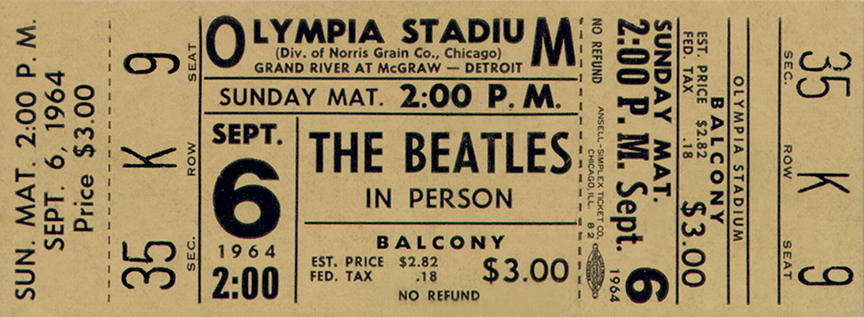 SUN. MAT. 2:00 P. M.
SEPT. 6, 1964
Price $3.00
SEAT 9
ROW K
SEC. 35
OLYMPIA STADIUM
(Div. of Norris Grain Co., Chicago)
GRAND RIVER AT McGRAW — DETROIT
SUNDAY MAT. 2:00 P. M.
SEPT.
6
1964
2:00
THE BEATLES
IN PERSON
BALCONY
EST. PRICE $2.82
FED. TAX .18
$3.00
NO REFUND
NO REFUND
ANSELL-SIMPLEX TICKET CO.
CHICAGO, ILL. 82
SUNDAY MAT.
2:00 P. M. Sept. 6
1964
EST. PRICE $2.82
FED. TAX .18
BALCONY
$3.00
OLYMPIA STADIUM
SEC. 35
ROW K
SEAT 9